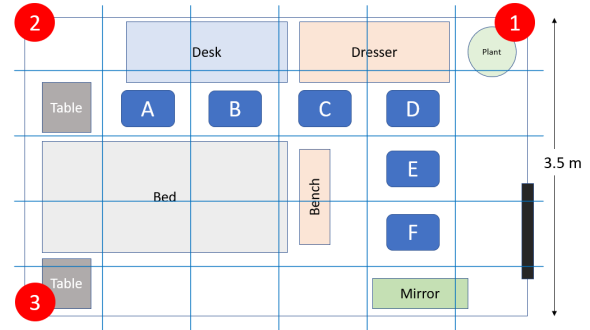 2
1
Desk
Dresser
Plant
Table
A
B
C
D
3.5 m
E
Bed
Bench
F
Table
3
Mirror